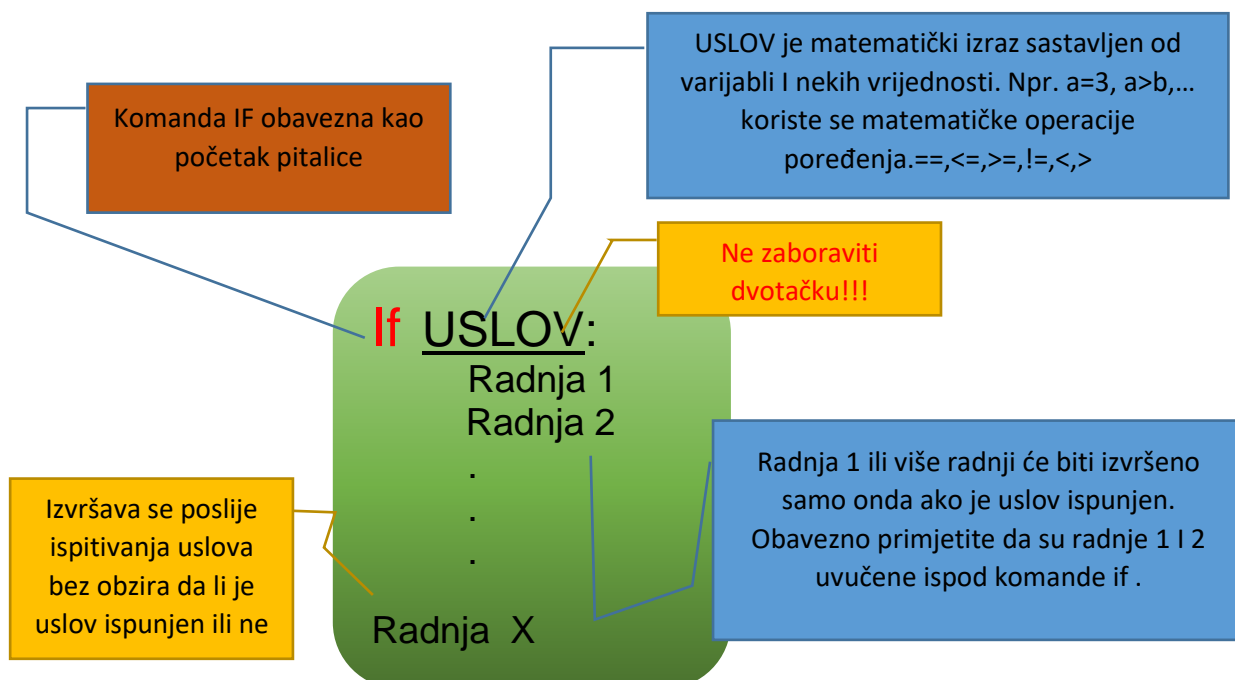 USLOV je matematički izraz sastavljen od
varijabli I nekih vrijednosti. Npr. a=3, a>b,…
koriste se matematičke operacije
poređenja.==,<=,>=,!=,<,>
Komanda IF obavezna kao
početak pitalice
Ne zaboraviti
dvotačku!!!
If USLOV:
Radnja 1
Radnja 2
.
.
.
Radnja X
Radnja 1 ili više radnji će biti izvršeno
samo onda ako je uslov ispunjen.
Obavezno primjetite da su radnje 1 I 2
uvučene ispod komande if .
Izvršava se poslije
ispitivanja uslova
bez obzira da li je
uslov ispunjen ili ne